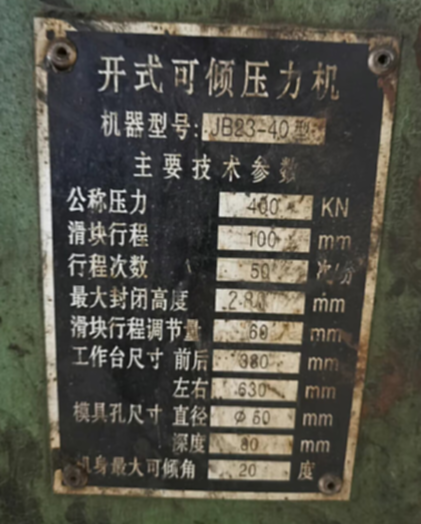 开式可倾压力机
机器型号: JB23-40型
主要技术参数
公称压力 400 KN
滑块行程 100 mm
行程次数 50 次/分
最大封闭高度 280 mm
滑块行程调节量 60 mm
工作台尺寸 前后 380 mm
左右 630 mm
模具孔尺寸 直径 φ50 mm
深度 mm
机身最大可倾角 20 度